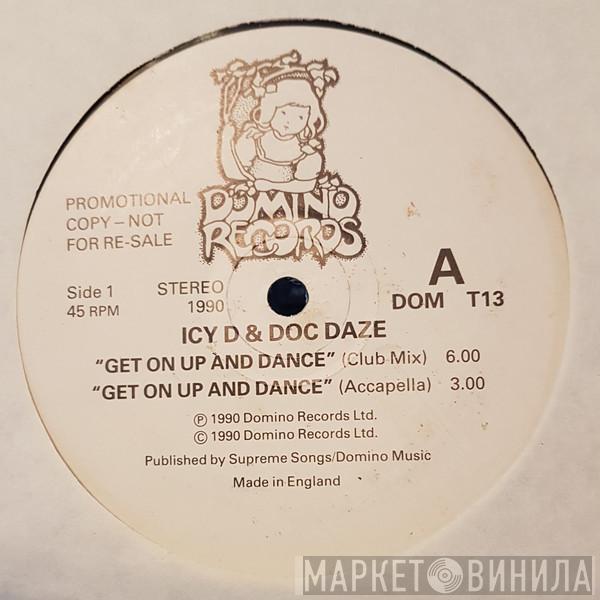 DOMINO
RECORDS
PROMOTIONAL
COPY – NOT
FOR RE-SALE
A
Side 1
STEREO
45 RPM
1990
DOM T13
ICY D & DOC DAZE
"GET ON UP AND DANCE" (Club Mix) 6.00
"GET ON UP AND DANCE" (Accapella) 3.00
℗ 1990 Domino Records Ltd.
© 1990 Domino Records Ltd.
Published by Supreme Songs/Domino Music
Made in England
МАРКЕТ ВИНИЛА